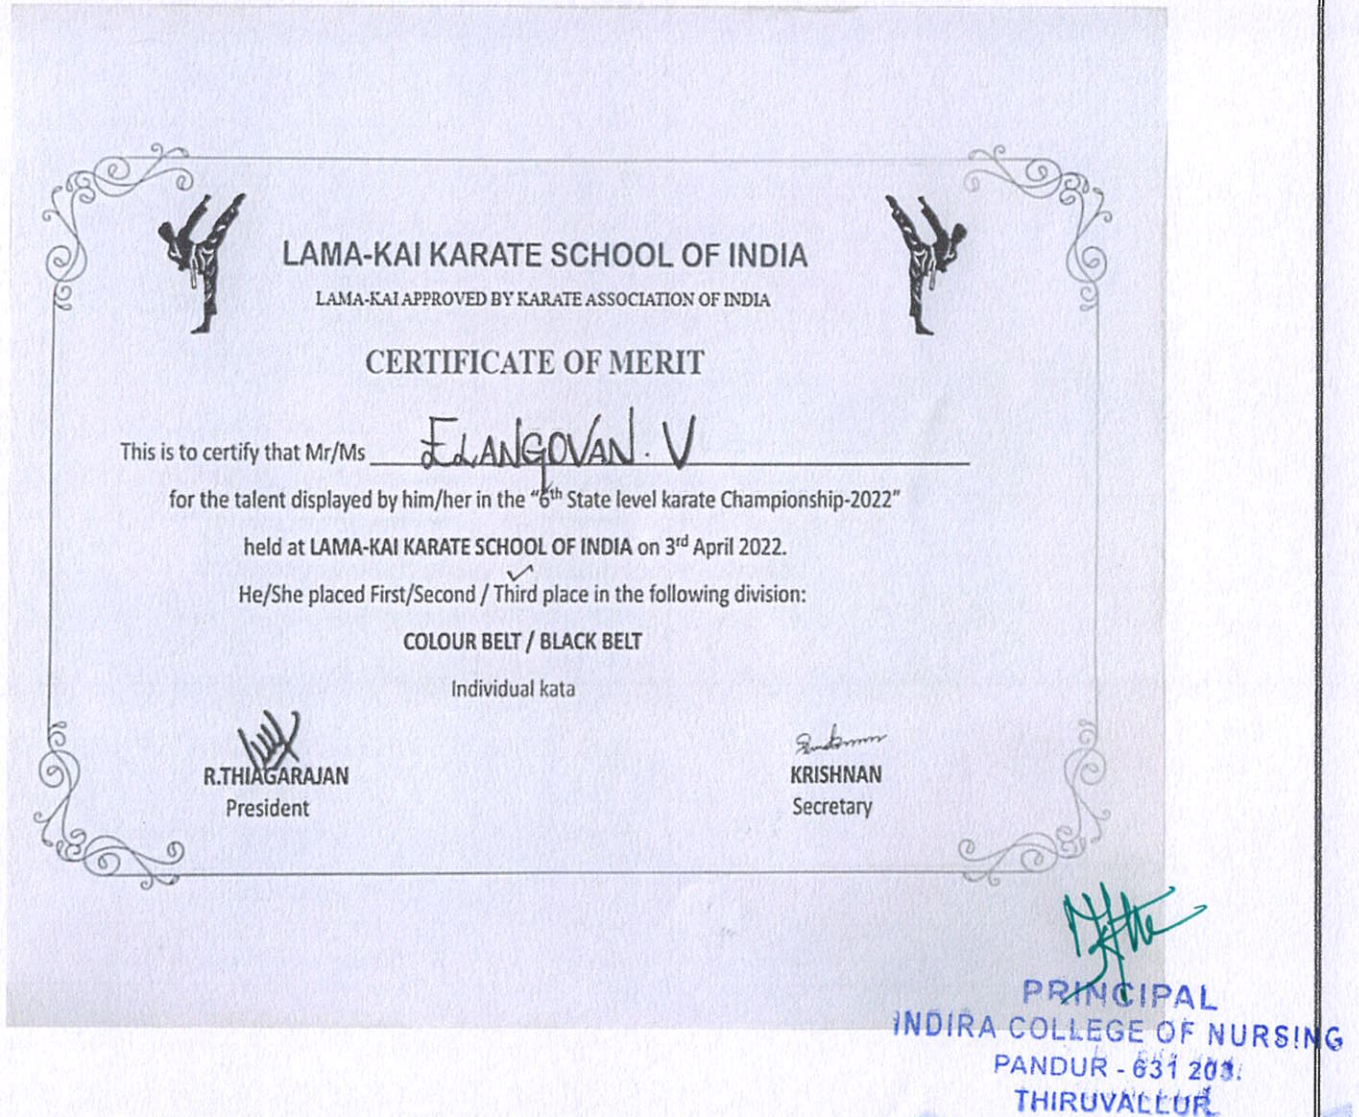 LAMA-KAI KARATE SCHOOL OF INDIA
LAMA-KAI APPROVED BY KARATE ASSOCIATION OF INDIA
CERTIFICATE OF MERIT
This is to certify that Mr/Ms ELANGOVAN. V
for the talent displayed by him/her in the “6th State level karate Championship-2022”
held at LAMA-KAI KARATE SCHOOL OF INDIA on 3rd April 2022.
He/She placed First/Second / Third place in the following division:
COLOUR BELT / BLACK BELT
Individual kata
R.THIAGARAJAN
President
KRISHNAN
Secretary
PRINCIPAL
INDIRA COLLEGE OF NURSING
PANDUR - 631 203.
THIRUVALLUR